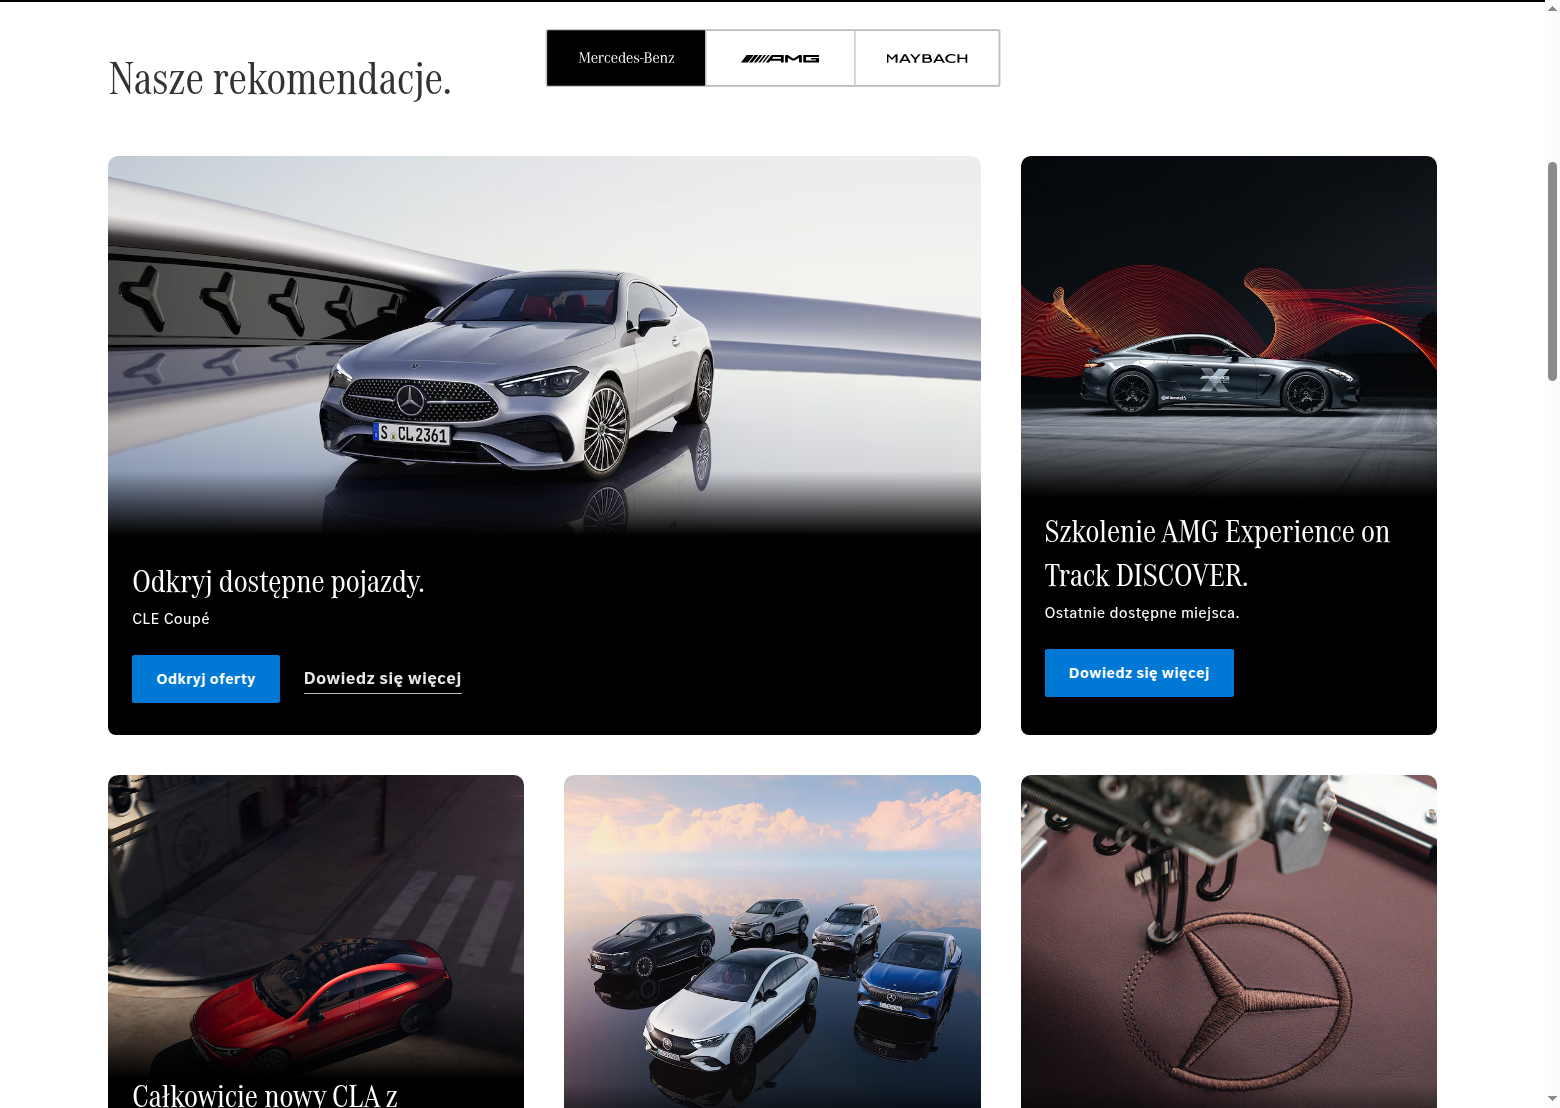 Nasze rekomendacje.
Mercedes-Benz
AMG
MAYBACH
S CL 2361
Odkryj dostępne pojazdy.
CLE Coupé
Odkryj oferty
Dowiedz się więcej
AMG
Szkolenie AMG Experience on
Track DISCOVER.
Ostatnie dostępne miejsca.
Dowiedz się więcej
Całkowicie nowy CLA z